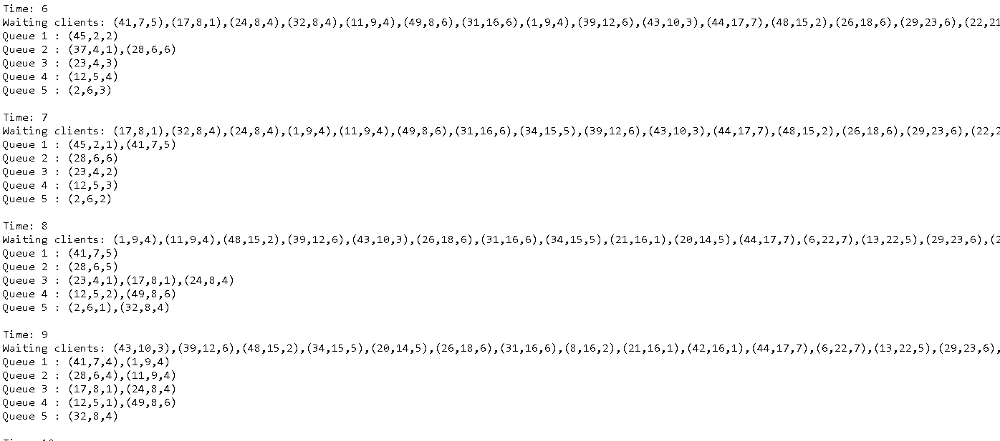 Time: 6
Waiting clients: (41,7,5),(17,8,1),(24,8,4),(32,8,4),(11,9,4),(49,8,6),(31,16,6),(1,9,4),(39,12,6),(43,10,3),(44,17,7),(48,15,2),(26,18,6),(29,23,6),(22,21
Queue 1 : (45,2,2)
Queue 2 : (37,4,1),(28,6,6)
Queue 3 : (23,4,3)
Queue 4 : (12,5,4)
Queue 5 : (2,6,3)
Time: 7
Waiting clients: (17,8,1),(32,8,4),(24,8,4),(1,9,4),(11,9,4),(49,8,6),(31,16,6),(34,15,5),(39,12,6),(43,10,3),(44,17,7),(48,15,2),(26,18,6),(29,23,6),(22,2
Queue 1 : (45,2,1),(41,7,5)
Queue 2 : (28,6,6)
Queue 3 : (23,4,2)
Queue 4 : (12,5,3)
Queue 5 : (2,6,2)
Time: 8
Waiting clients: (1,9,4),(11,9,4),(48,15,2),(39,12,6),(43,10,3),(26,18,6),(31,16,6),(34,15,5),(21,16,1),(20,14,5),(44,17,7),(6,22,7),(13,22,5),(29,23,6),(2
Queue 1 : (41,7,5)
Queue 2 : (28,6,5)
Queue 3 : (23,4,1),(17,8,1),(24,8,4)
Queue 4 : (12,5,2),(49,8,6)
Queue 5 : (2,6,1),(32,8,4)
Time: 9
Waiting clients: (43,10,3),(39,12,6),(48,15,2),(34,15,5),(20,14,5),(26,18,6),(31,16,6),(8,16,2),(21,16,1),(42,16,1),(44,17,7),(6,22,7),(13,22,5),(29,23,6),
Queue 1 : (41,7,4),(1,9,4)
Queue 2 : (28,6,4),(11,9,4)
Queue 3 : (17,8,1),(24,8,4)
Queue 4 : (12,5,1),(49,8,6)
Queue 5 : (32,8,4)